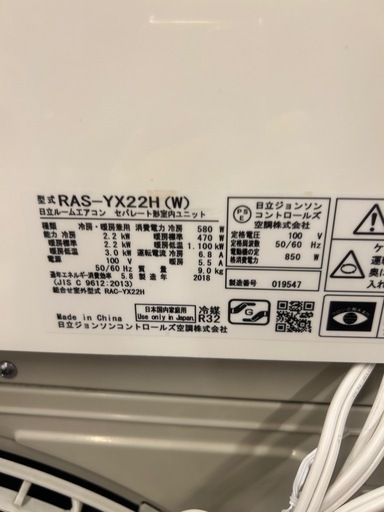 型式 RAS-YX22H(W)
日立ルームエアコン セパレート形室内ユニット
種類 冷房・暖房兼用 消費電力冷房 580 W
能力冷房 2.2 kW 暖房標準 470 W
暖房標準 2.2 kW 暖房低温 1.100 kW
暖房低温 3.0 kW 運転電流冷房 6.8 A
電源 100 V 暖房 5.5 A
50/60 Hz 質量 9.0 kg
通年エネルギー消費効率 5.8 年 2018
(JIS C 9612:2013)
組合せ室外型式 RAC-YX22H
Made in China
日本国内家庭用
Use only in Japan
冷媒
R32
日立ジョンソンコントロールズ空調株式会社
PS
E
日立ジョンソン
コントロールズ
空調株式会社
定格電圧 100 V
定格周波数 50/60 Hz
電動機の定
格消費電力 850 W
製造番号 019547
G